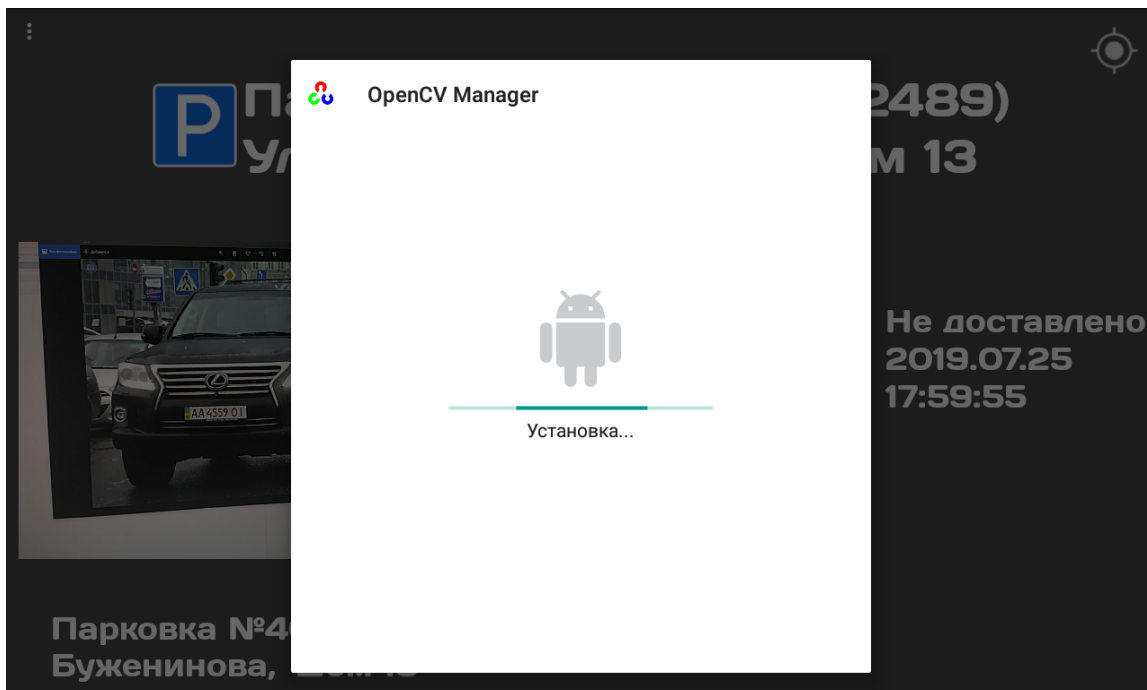 OpenCV Manager
2489)
м 13
P
AA 4559 OI
Установка...
Не доставлено
2019.07.25
17:59:55
Парковка №4
Буженинова,